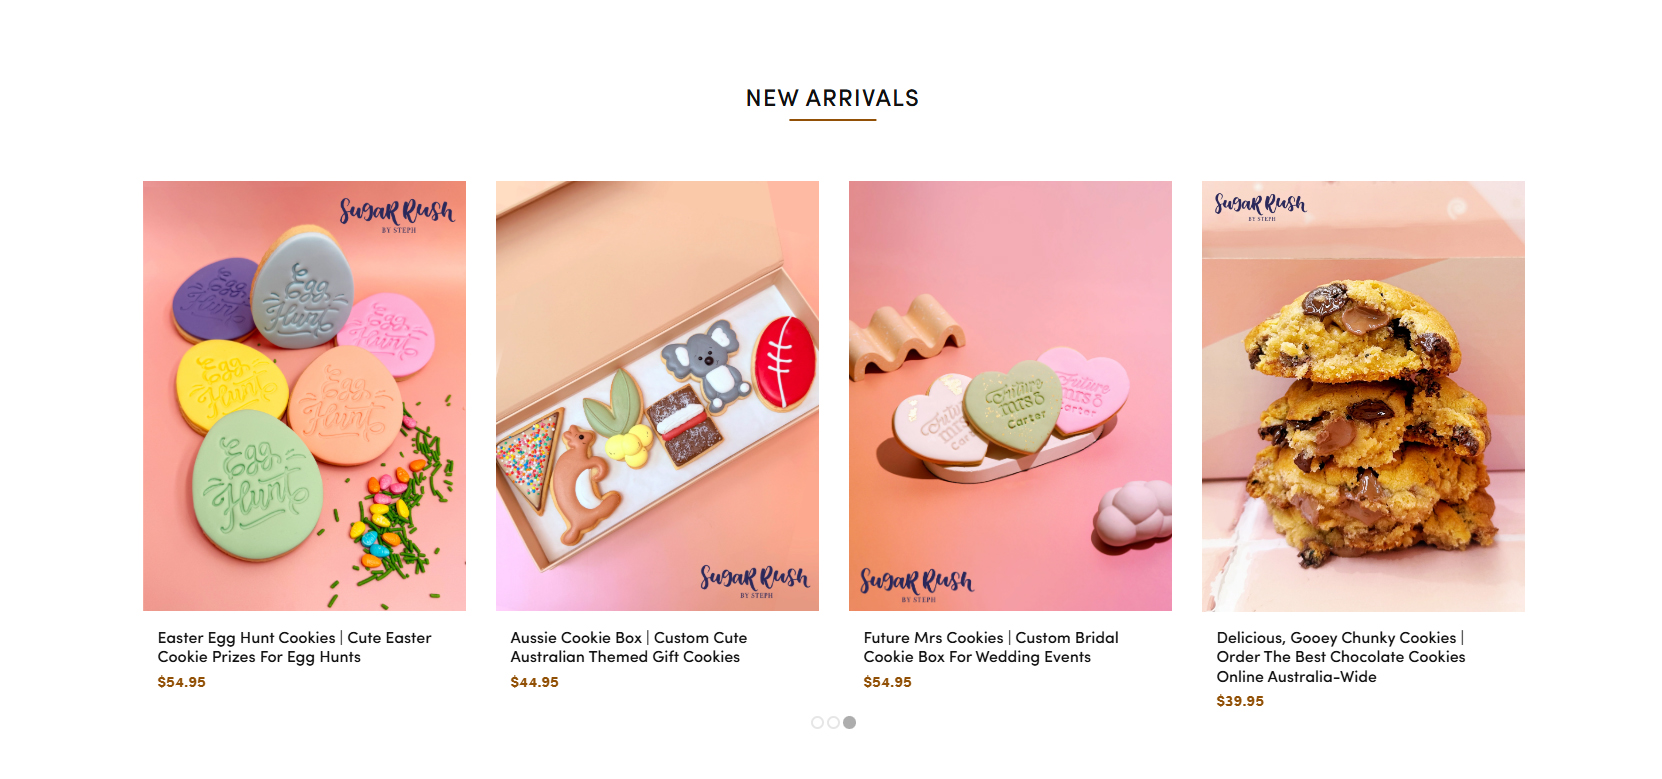 NEW ARRIVALS
SugaR Rush
BY STEPH
Egg
Hunt
Egg
Hunt
Egg
Hunt
Egg
Hunt
Egg
Hunt
Egg
Hunt
SugaR Rush
BY STEPH
Future
mrs
Future
mrs
Carter
Future
mrs
Carter
SugaR Rush
BY STEPH
SugaR Rush
BY STEPH
Easter Egg Hunt Cookies | Cute Easter
Cookie Prizes For Egg Hunts
$54.95
Aussie Cookie Box | Custom Cute
Australian Themed Gift Cookies
$44.95
Future Mrs Cookies | Custom Bridal
Cookie Box For Wedding Events
$54.95
Delicious, Gooey Chunky Cookies |
Order The Best Chocolate Cookies
Online Australia-Wide
$39.95